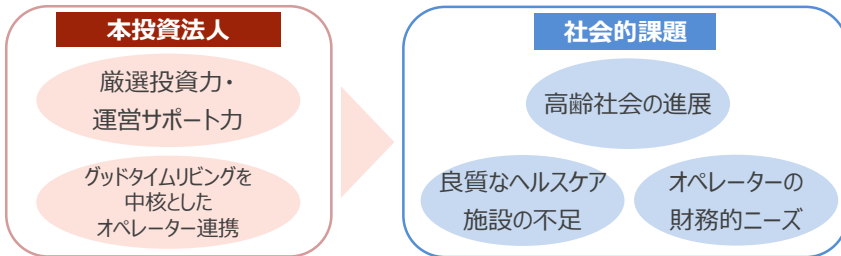 本投資法人
厳選投資力・
運営サポート力
グッドタイムリビングを
中核とした
オペレーター連携
社会的課題
高齢社会の進展
良質なヘルスケア
施設の不足
オペレーターの
財務的ニーズ